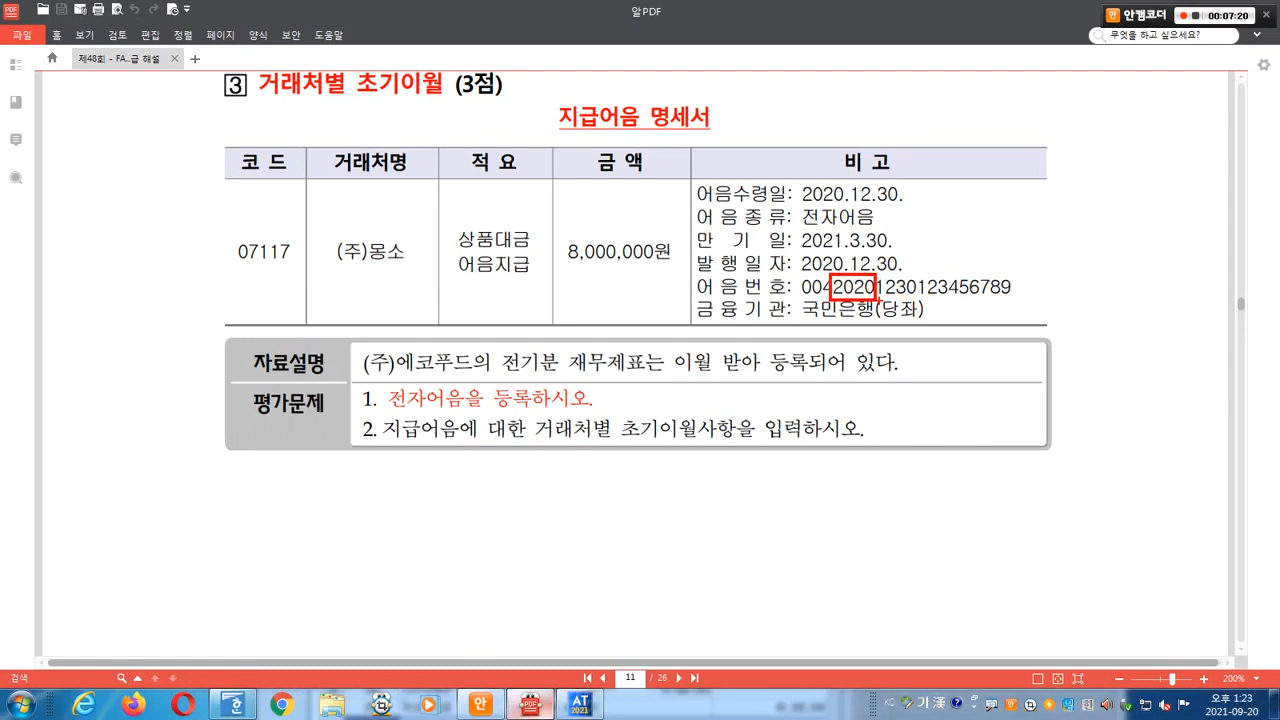 알PDF
안캠코더
00:07:20
파일 홈 보기 검토 편집 정렬 페이지 양식 보안 도움말
무엇을 하고 싶으세요?
제48회 - FA...급 해설
3 거래처별 초기이월 (3점)
지급어음 명세서
코 드 거래처명 적 요 금 액 비 고
07117 (주)몽소 상품대금 어음지급 8,000,000원
어음수령일: 2020.12.30.
어 음 종 류: 전자어음
만 기 일: 2021.3.30.
발 행 일 자: 2020.12.30.
어 음 번 호: 00420201230123456789
금 융 기 관: 국민은행(당좌)
자료설명 (주)에코푸드의 전기분 재무제표는 이월 받아 등록되어 있다.
평가문제 1. 전자어음을 등록하시오.
2. 지급어음에 대한 거래처별 초기이월사항을 입력하시오.
검색
11 / 26
200%
오후 1:23
2021-09-20